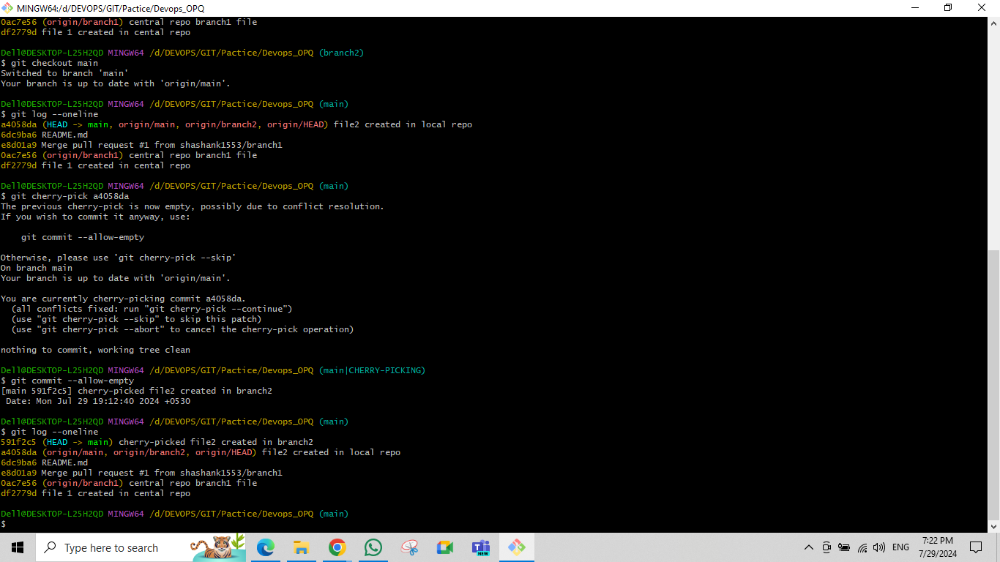 MINGW64:/d/DEVOPS/GIT/Pactice/Devops_OPQ
0ac7e56 (origin/branch1) central repo branch1 file
df2779d file 1 created in cental repo
Dell@DESKTOP-L25H2QD MINGW64 /d/DEVOPS/GIT/Pactice/Devops_OPQ (branch2)
$ git checkout main
Switched to branch 'main'
Your branch is up to date with 'origin/main'.
Dell@DESKTOP-L25H2QD MINGW64 /d/DEVOPS/GIT/Pactice/Devops_OPQ (main)
$ git log --oneline
a4058da (HEAD -> main, origin/main, origin/branch2, origin/HEAD) file2 created in local repo
6dc9ba6 README.md
e8d01a9 Merge pull request #1 from shashank1553/branch1
0ac7e56 (origin/branch1) central repo branch1 file
df2779d file 1 created in cental repo
Dell@DESKTOP-L25H2QD MINGW64 /d/DEVOPS/GIT/Pactice/Devops_OPQ (main)
$ git cherry-pick a4058da
The previous cherry-pick is now empty, possibly due to conflict resolution.
If you wish to commit it anyway, use:
git commit --allow-empty
Otherwise, please use 'git cherry-pick --skip'
On branch main
Your branch is up to date with 'origin/main'.
You are currently cherry-picking commit a4058da.
(all conflicts fixed: run "git cherry-pick --continue")
(use "git cherry-pick --skip" to skip this patch)
(use "git cherry-pick --abort" to cancel the cherry-pick operation)
nothing to commit, working tree clean
Dell@DESKTOP-L25H2QD MINGW64 /d/DEVOPS/GIT/Pactice/Devops_OPQ (main|CHERRY-PICKING)
$ git commit --allow-empty
[main 591f2c5] cherry-picked file2 created in branch2
Date: Mon Jul 29 19:12:40 2024 +0530
Dell@DESKTOP-L25H2QD MINGW64 /d/DEVOPS/GIT/Pactice/Devops_OPQ (main)
$ git log --oneline
591f2c5 (HEAD -> main) cherry-picked file2 created in branch2
a4058da (origin/main, origin/branch2, origin/HEAD) file2 created in local repo
6dc9ba6 README.md
e8d01a9 Merge pull request #1 from shashank1553/branch1
0ac7e56 (origin/branch1) central repo branch1 file
df2779d file 1 created in cental repo
Dell@DESKTOP-L25H2QD MINGW64 /d/DEVOPS/GIT/Pactice/Devops_OPQ (main)
$
Type here to search
NEW
ENG
7:22 PM
7/29/2024